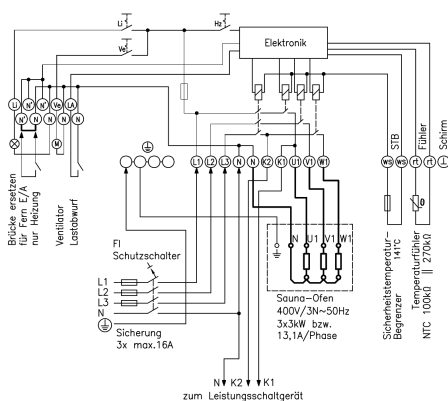 Li
Hz
Ve
Elektronik
Li N' N' Ve LA
N' N N N
M
L1 L2 L3 N N K2 K1 U1 V1 W1
ws ws rt rt
STB
Fühler
Schirm
Brücke ersetzen
für Fern E/A
nur Heizung
Ventilator
Lastabwurf
FI
Schutzschalter
L1
L2
L3
N
Sicherung
3x max.16A
N U1 V1 W1
Sauna-Ofen
400V/3N~50Hz
3x3kW bzw.
13,1A/Phase
Sicherheitstemperatur-
Begrenzer
141°C
Temperaturfühler
NTC 100kΩ || 270kΩ
N K2 K1
zum Leistungsschaltgerät